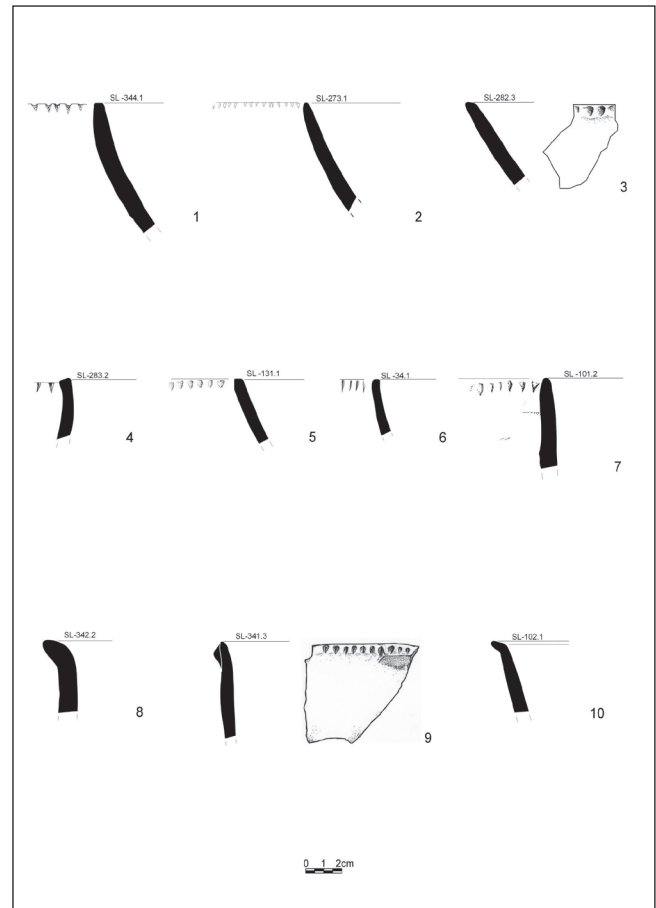 SL -344.1
SL-273.1
SL-282.3
1
2
3
SL-283.2
SL -131.1
SL -34.1
SL -101.2
4
5
6
7
SL-342.2
SL-341.3
SL-102.1
8
9
10
0 1 2cm